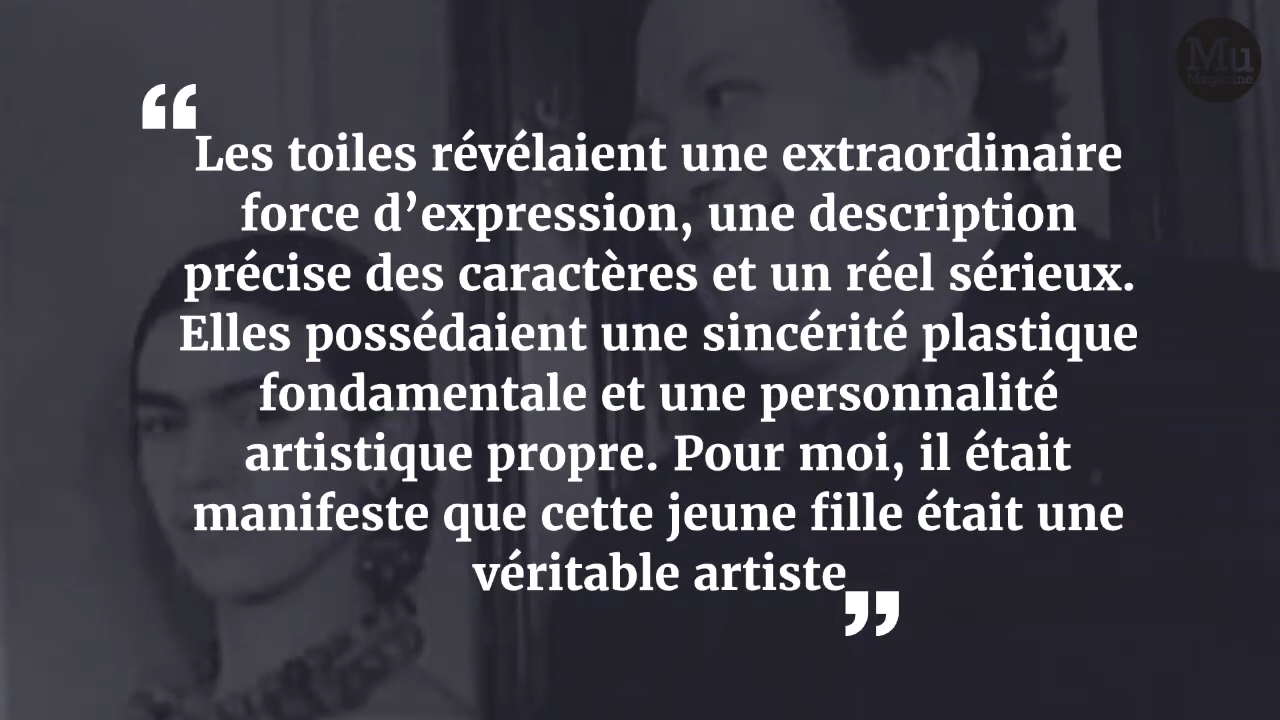 Mu
Magazine
“
Les toiles révélaient une extraordinaire
force d’expression, une description
précise des caractères et un réel sérieux.
Elles possédaient une sincérité plastique
fondamentale et une personnalité
artistique propre. Pour moi, il était
manifeste que cette jeune fille était une
véritable artiste
”